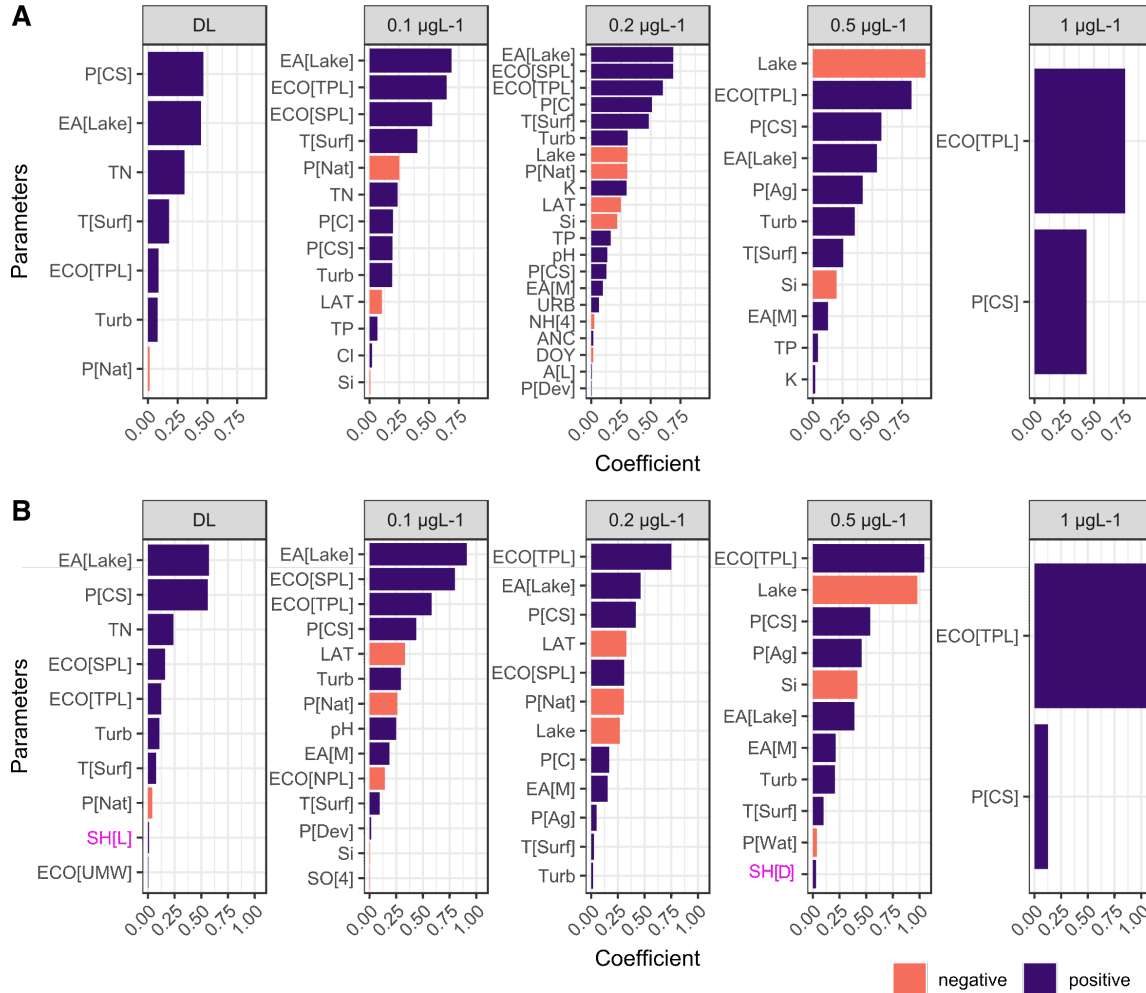 A
DL
0.1 µgL-1
0.2 µgL-1
0.5 µgL-1
1 µgL-1
Parameters
P[CS]
EA[Lake]
TN
T[Surf]
ECO[TPL]
Turb
P[Nat]
0.00 0.25 0.50 0.75
EA[Lake]
ECO[TPL]
ECO[SPL]
T[Surf]
P[Nat]
TN
P[C]
P[CS]
Turb
LAT
TP
Cl
Si
0.00 0.25 0.50 0.75
EA[Lake]
ECO[SPL]
ECO[TPL]
P[C]
T[Surf]
Turb
Lake
P[Nat]
K
LAT
Si
TP
pH
P[CS]
EA[M]
URB
NH[4]
ANC
DOY
A[L]
P[Dev]
0.00 0.25 0.50 0.75
Lake
ECO[TPL]
P[CS]
EA[Lake]
P[Ag]
Turb
T[Surf]
Si
EA[M]
TP
K
0.00 0.25 0.50 0.75
ECO[TPL]
P[CS]
0.00 0.25 0.50 0.75
Coefficient
B
DL
0.1 µgL-1
0.2 µgL-1
0.5 µgL-1
1 µgL-1
Parameters
EA[Lake]
P[CS]
TN
ECO[SPL]
ECO[TPL]
Turb
T[Surf]
P[Nat]
SH[L]
ECO[UMW]
0.00 0.25 0.50 0.75 1.00
EA[Lake]
ECO[SPL]
ECO[TPL]
P[CS]
LAT
Turb
P[Nat]
pH
EA[M]
ECO[NPL]
T[Surf]
P[Dev]
Si
SO[4]
0.00 0.25 0.50 0.75 1.00
ECO[TPL]
EA[Lake]
P[CS]
LAT
ECO[SPL]
P[Nat]
Lake
P[C]
EA[M]
P[Ag]
T[Surf]
Turb
0.00 0.25 0.50 0.75 1.00
ECO[TPL]
Lake
P[CS]
P[Ag]
Si
EA[Lake]
EA[M]
Turb
T[Surf]
P[Wat]
SH[D]
0.00 0.25 0.50 0.75 1.00
ECO[TPL]
P[CS]
0.00 0.25 0.50 0.75 1.00
Coefficient
negative positive